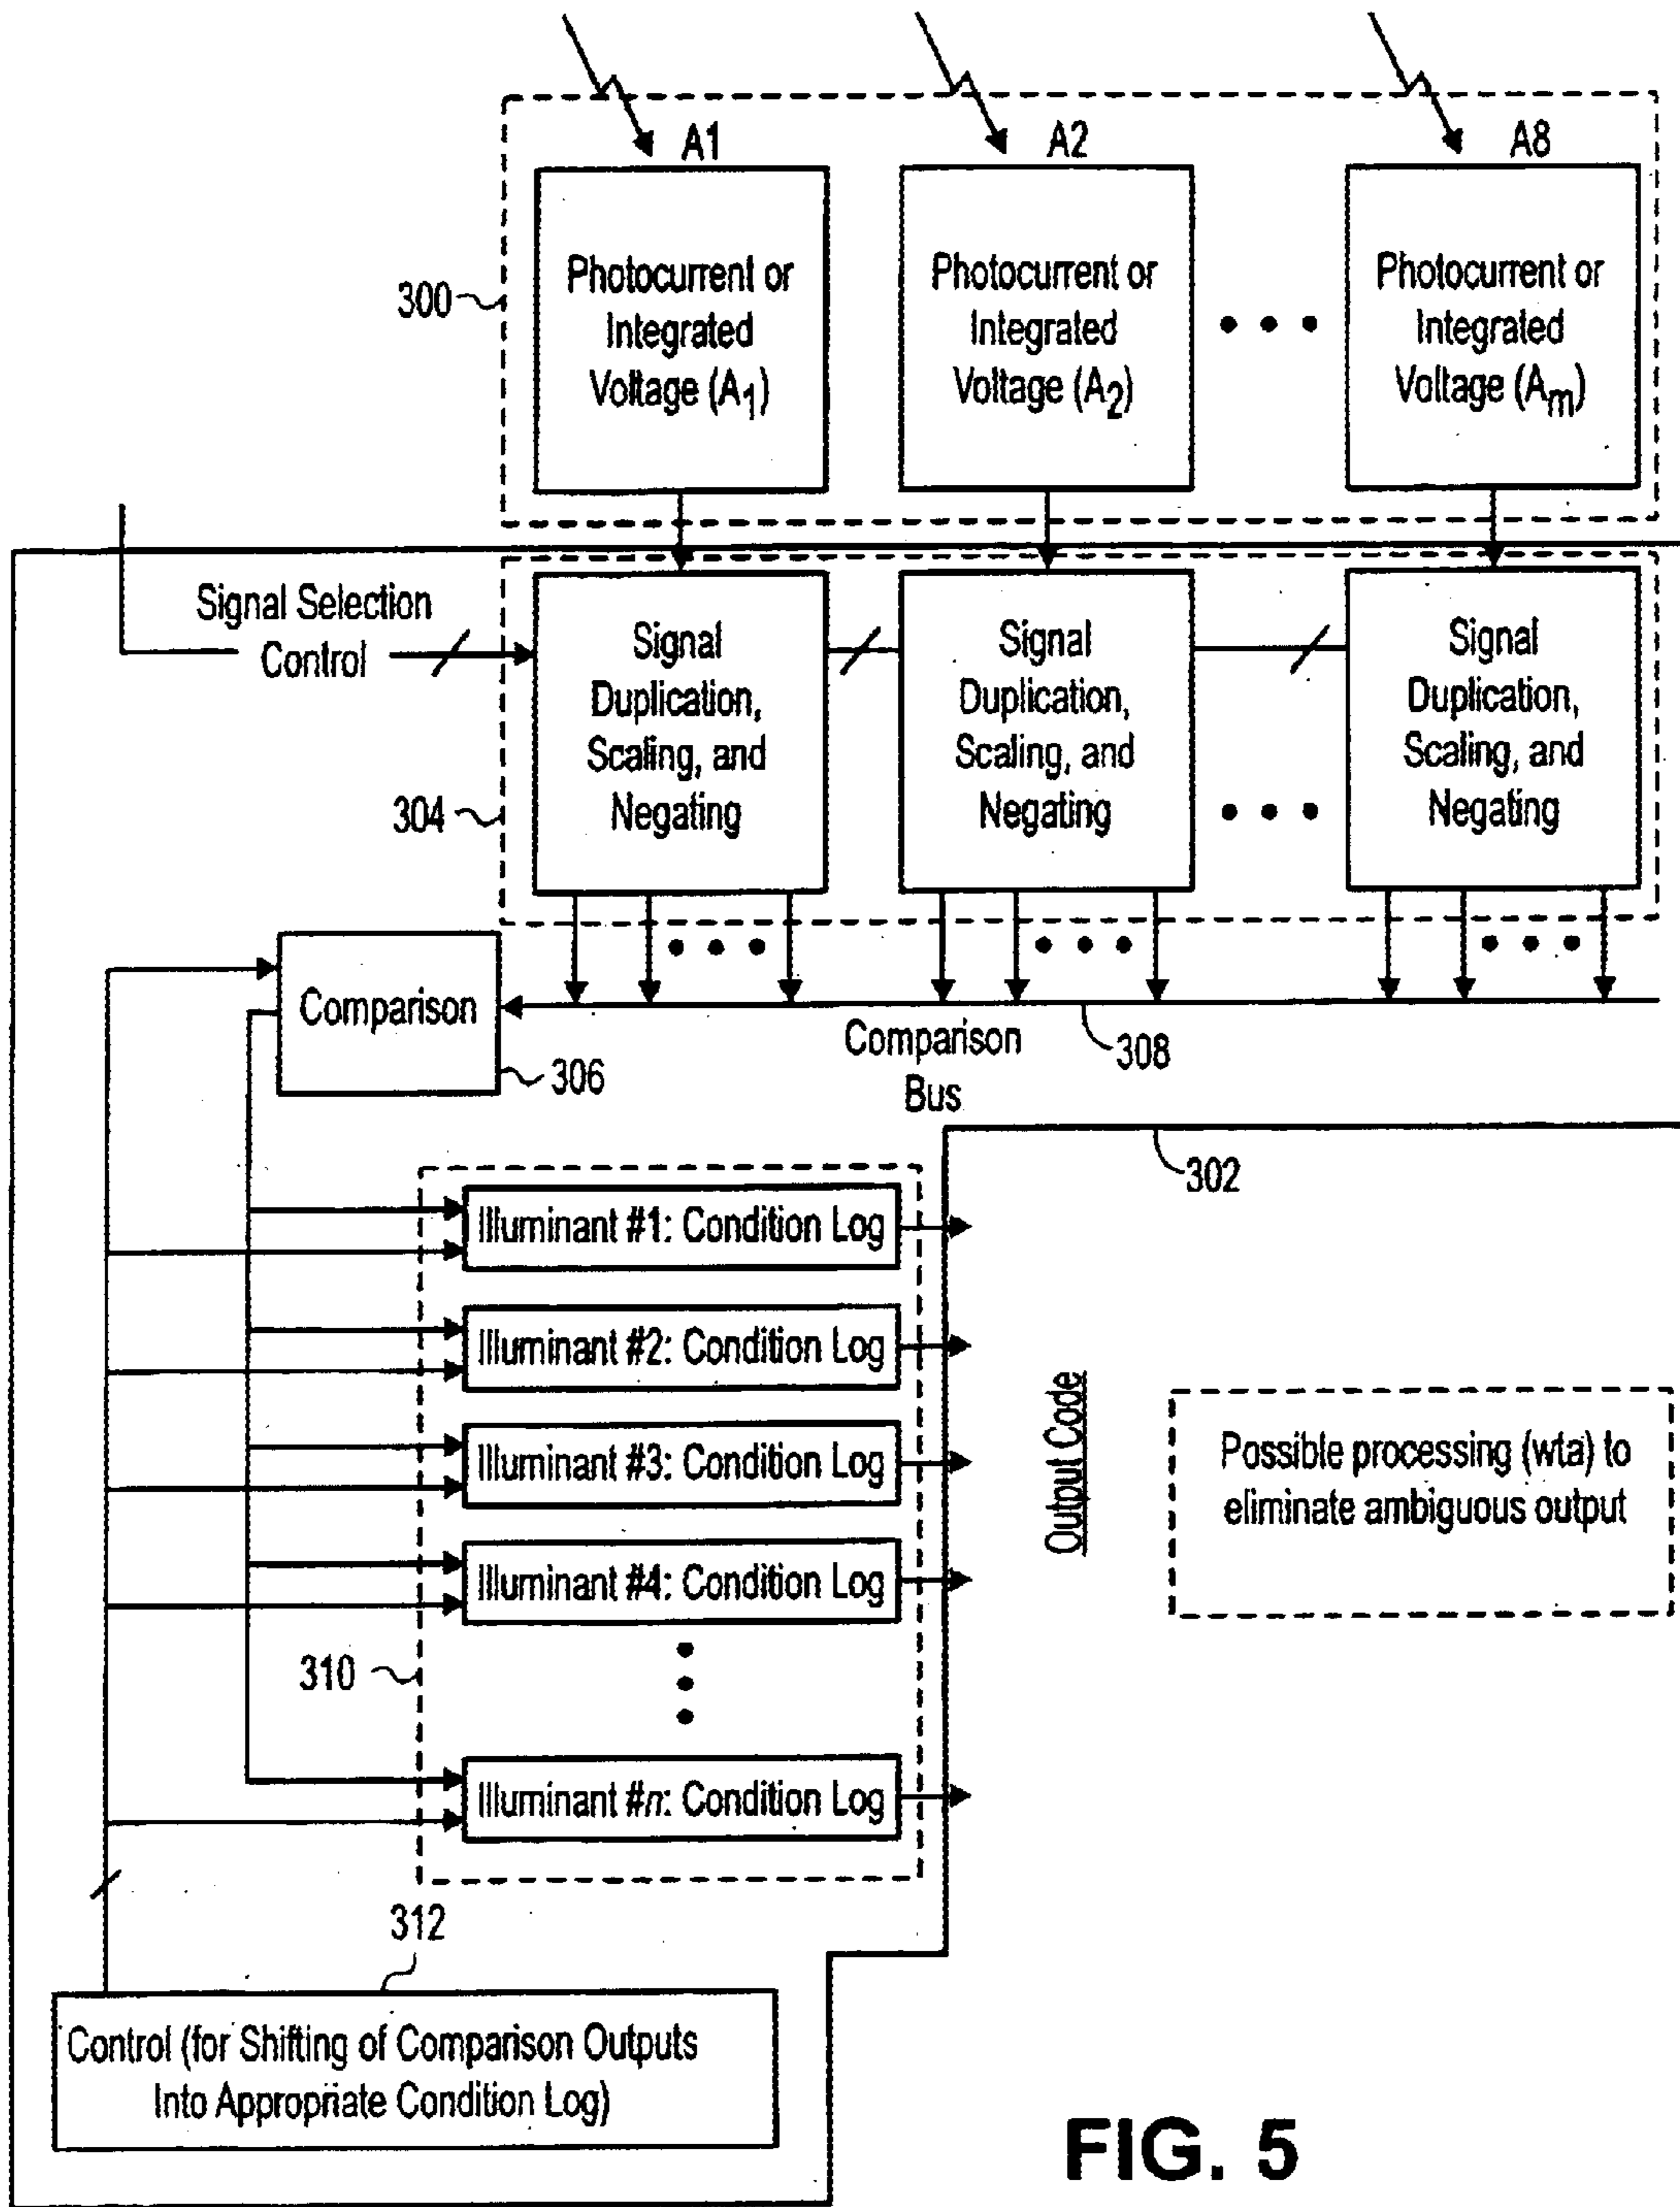 A1
A2
A8
Photocurrent or
Integrated
Voltage (A1)
Photocurrent or
Integrated
Voltage (A2)
Photocurrent or
Integrated
Voltage (Am)
300
Signal Selection
Control
Signal
Duplication,
Scaling, and
Negating
Signal
Duplication,
Scaling, and
Negating
Signal
Duplication,
Scaling, and
Negating
304
Comparison
306
Comparison
Bus
308
302
Illuminant #1: Condition Log
Illuminant #2: Condition Log
Illuminant #3: Condition Log
Illuminant #4: Condition Log
Illuminant #n: Condition Log
310
Output Code
Possible processing (wta) to
eliminate ambiguous output
312
Control (for Shifting of Comparison Outputs
Into Appropriate Condition Log)
FIG. 5